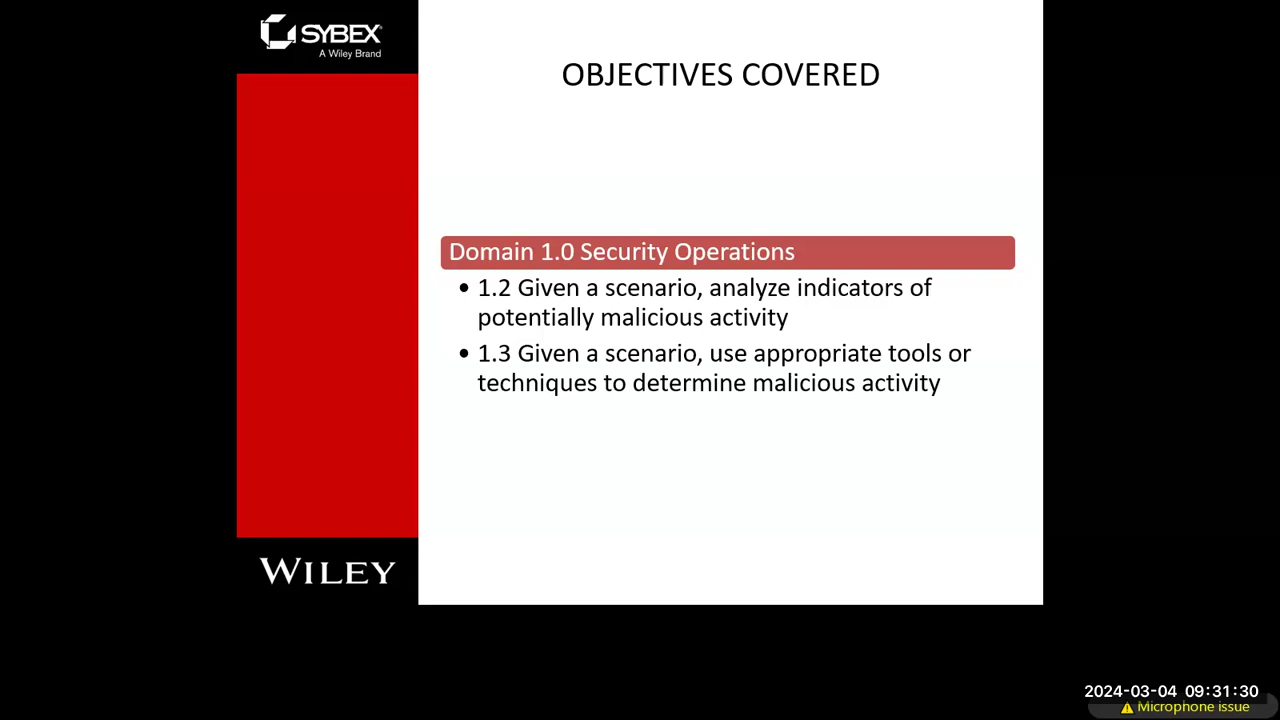 SYBEX
A Wiley Brand
OBJECTIVES COVERED
Domain 1.0 Security Operations
• 1.2 Given a scenario, analyze indicators of
potentially malicious activity
• 1.3 Given a scenario, use appropriate tools or
techniques to determine malicious activity
WILEY
2024-03-04 09:31:30
Microphone issue